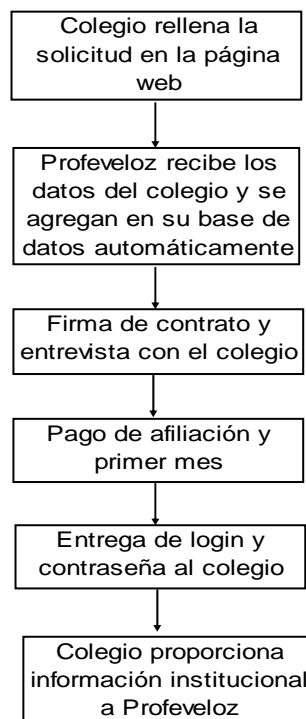 Colegio rellena la
solicitud en la página
web
Profeveloz recibe los
datos del colegio y se
agregan en su base de
datos automáticamente
Firma de contrato y
entrevista con el colegio
Pago de afiliación y
primer mes
Entrega de login y
contraseña al colegio
Colegio proporciona
información institucional
a Profeveloz